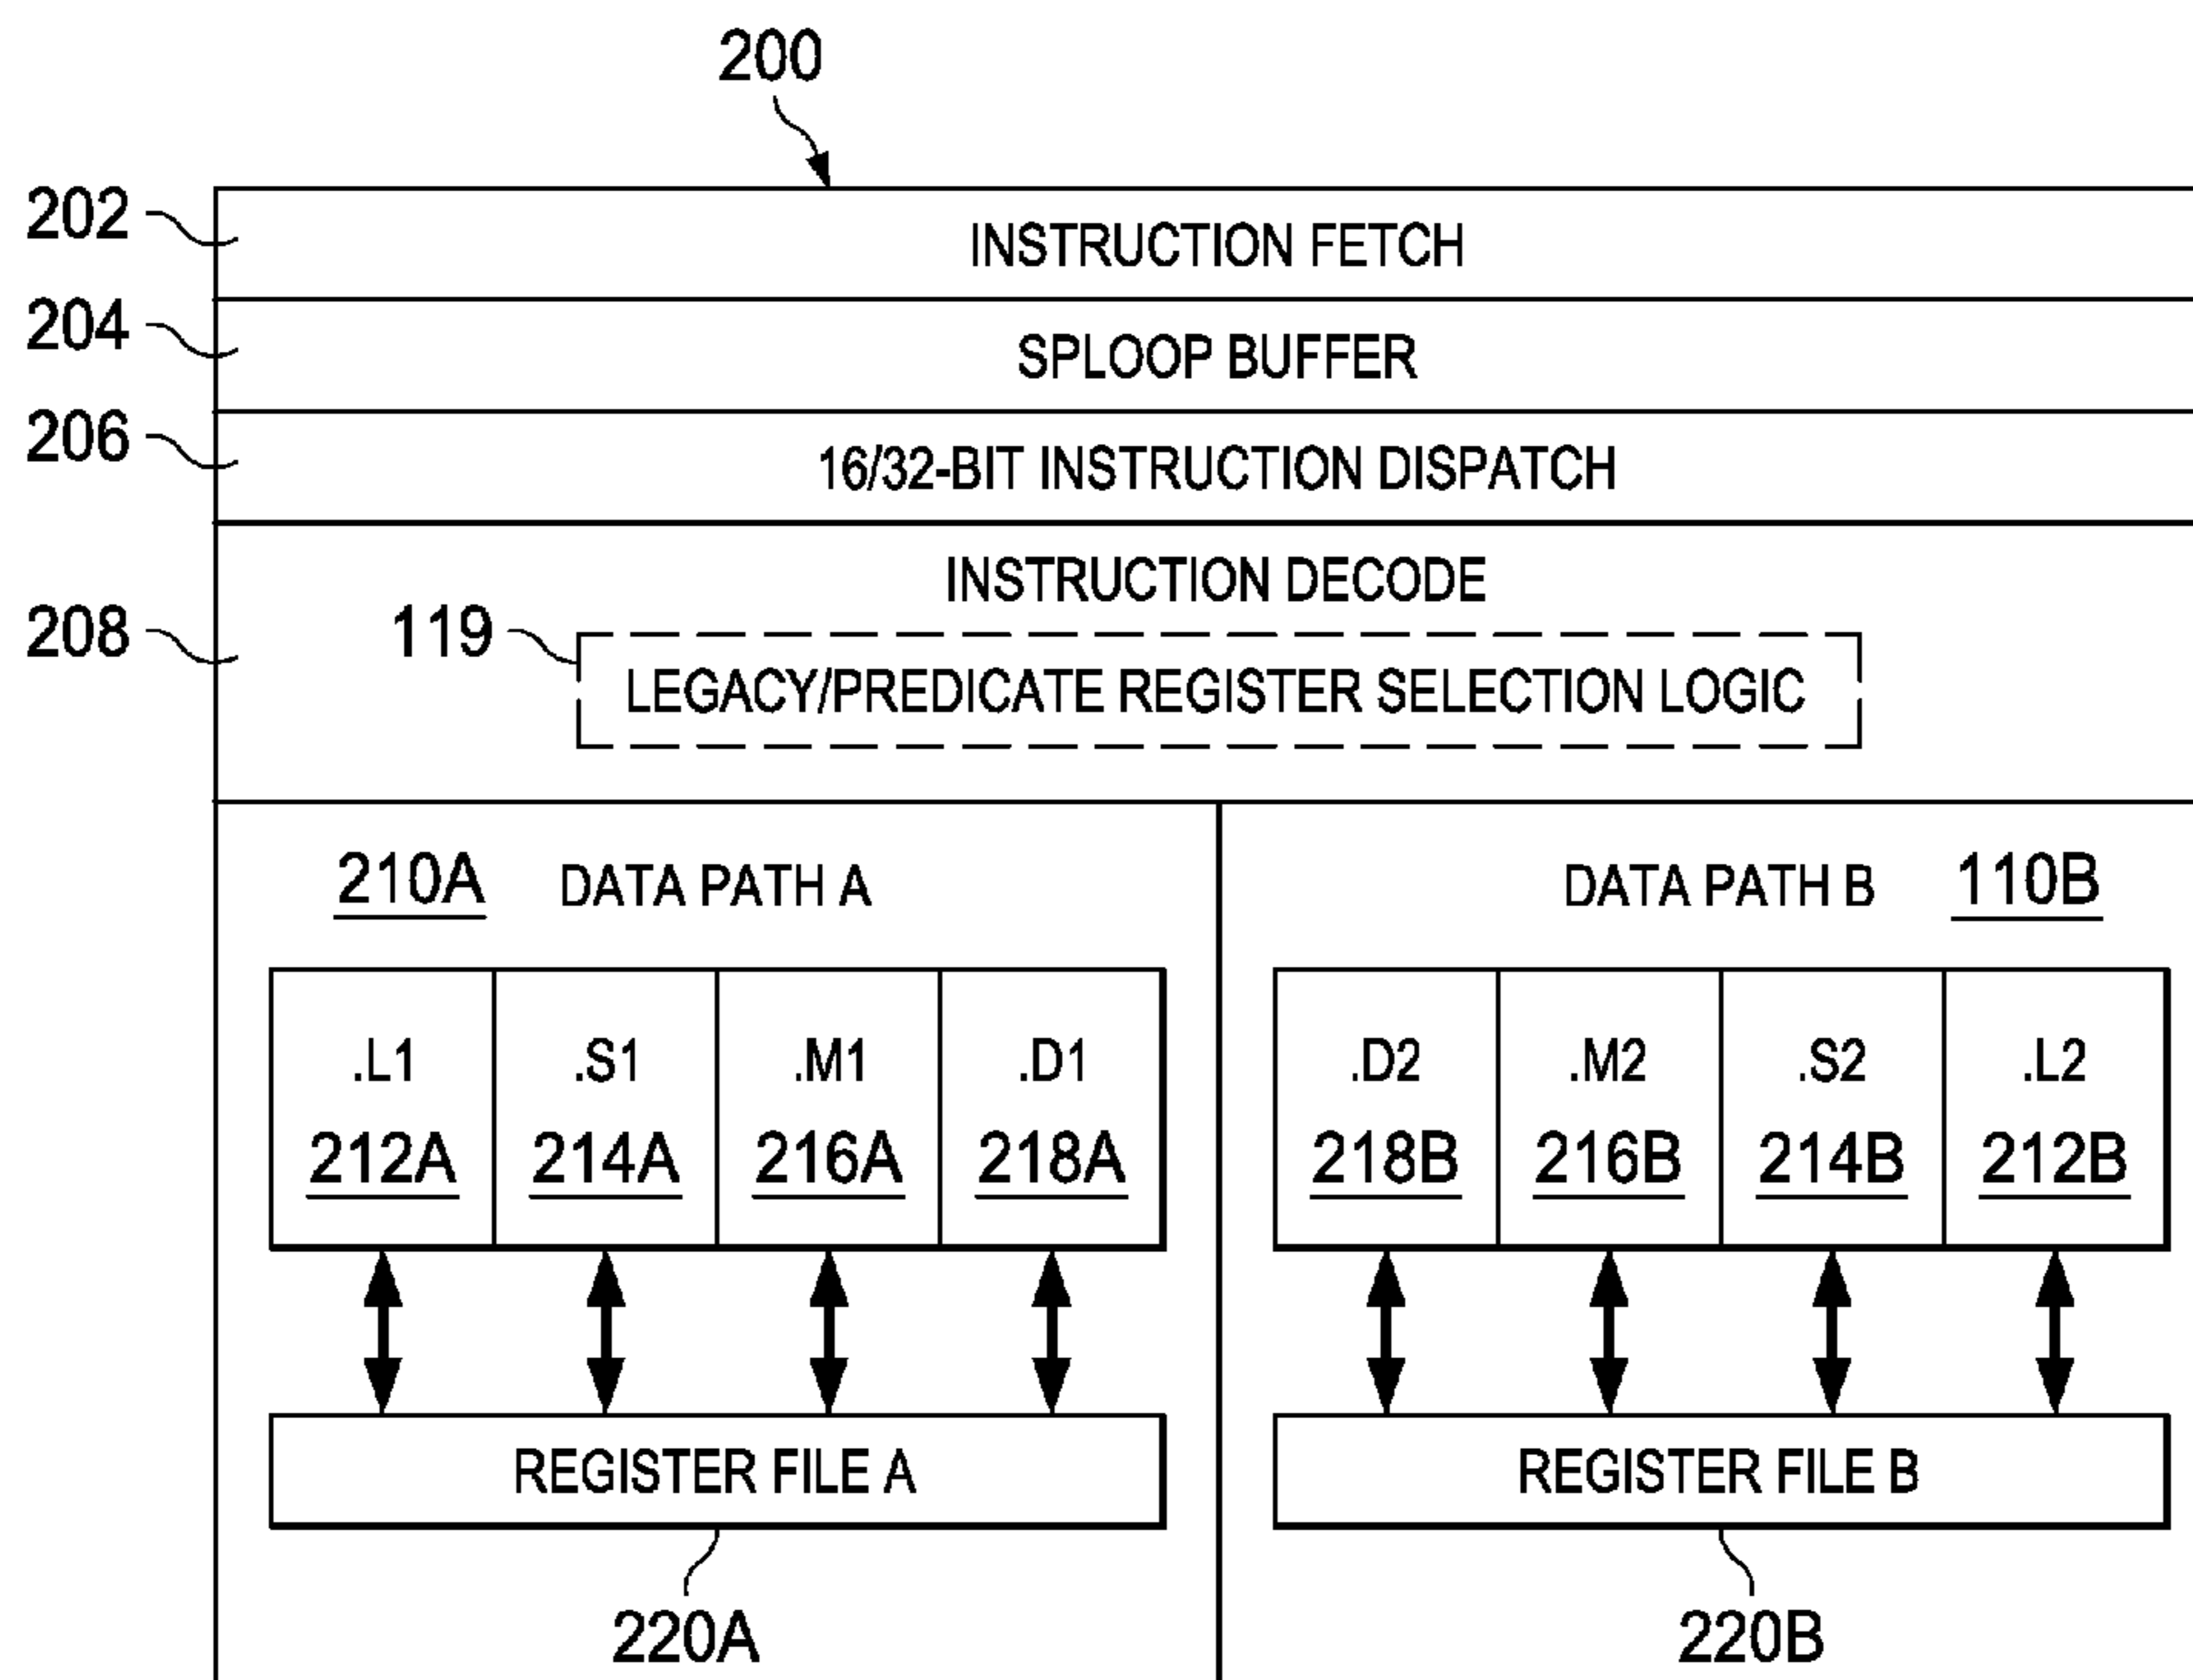 200
202
INSTRUCTION FETCH
204
SPLOOP BUFFER
206
16/32-BIT INSTRUCTION DISPATCH
INSTRUCTION DECODE
208
119
LEGACY/PREDICATE REGISTER SELECTION LOGIC
210A DATA PATH A
DATA PATH B 110B
.L1 .S1 .M1 .D1
212A 214A 216A 218A
.D2 .M2 .S2 .L2
218B 216B 214B 212B
REGISTER FILE A
REGISTER FILE B
220A
220B